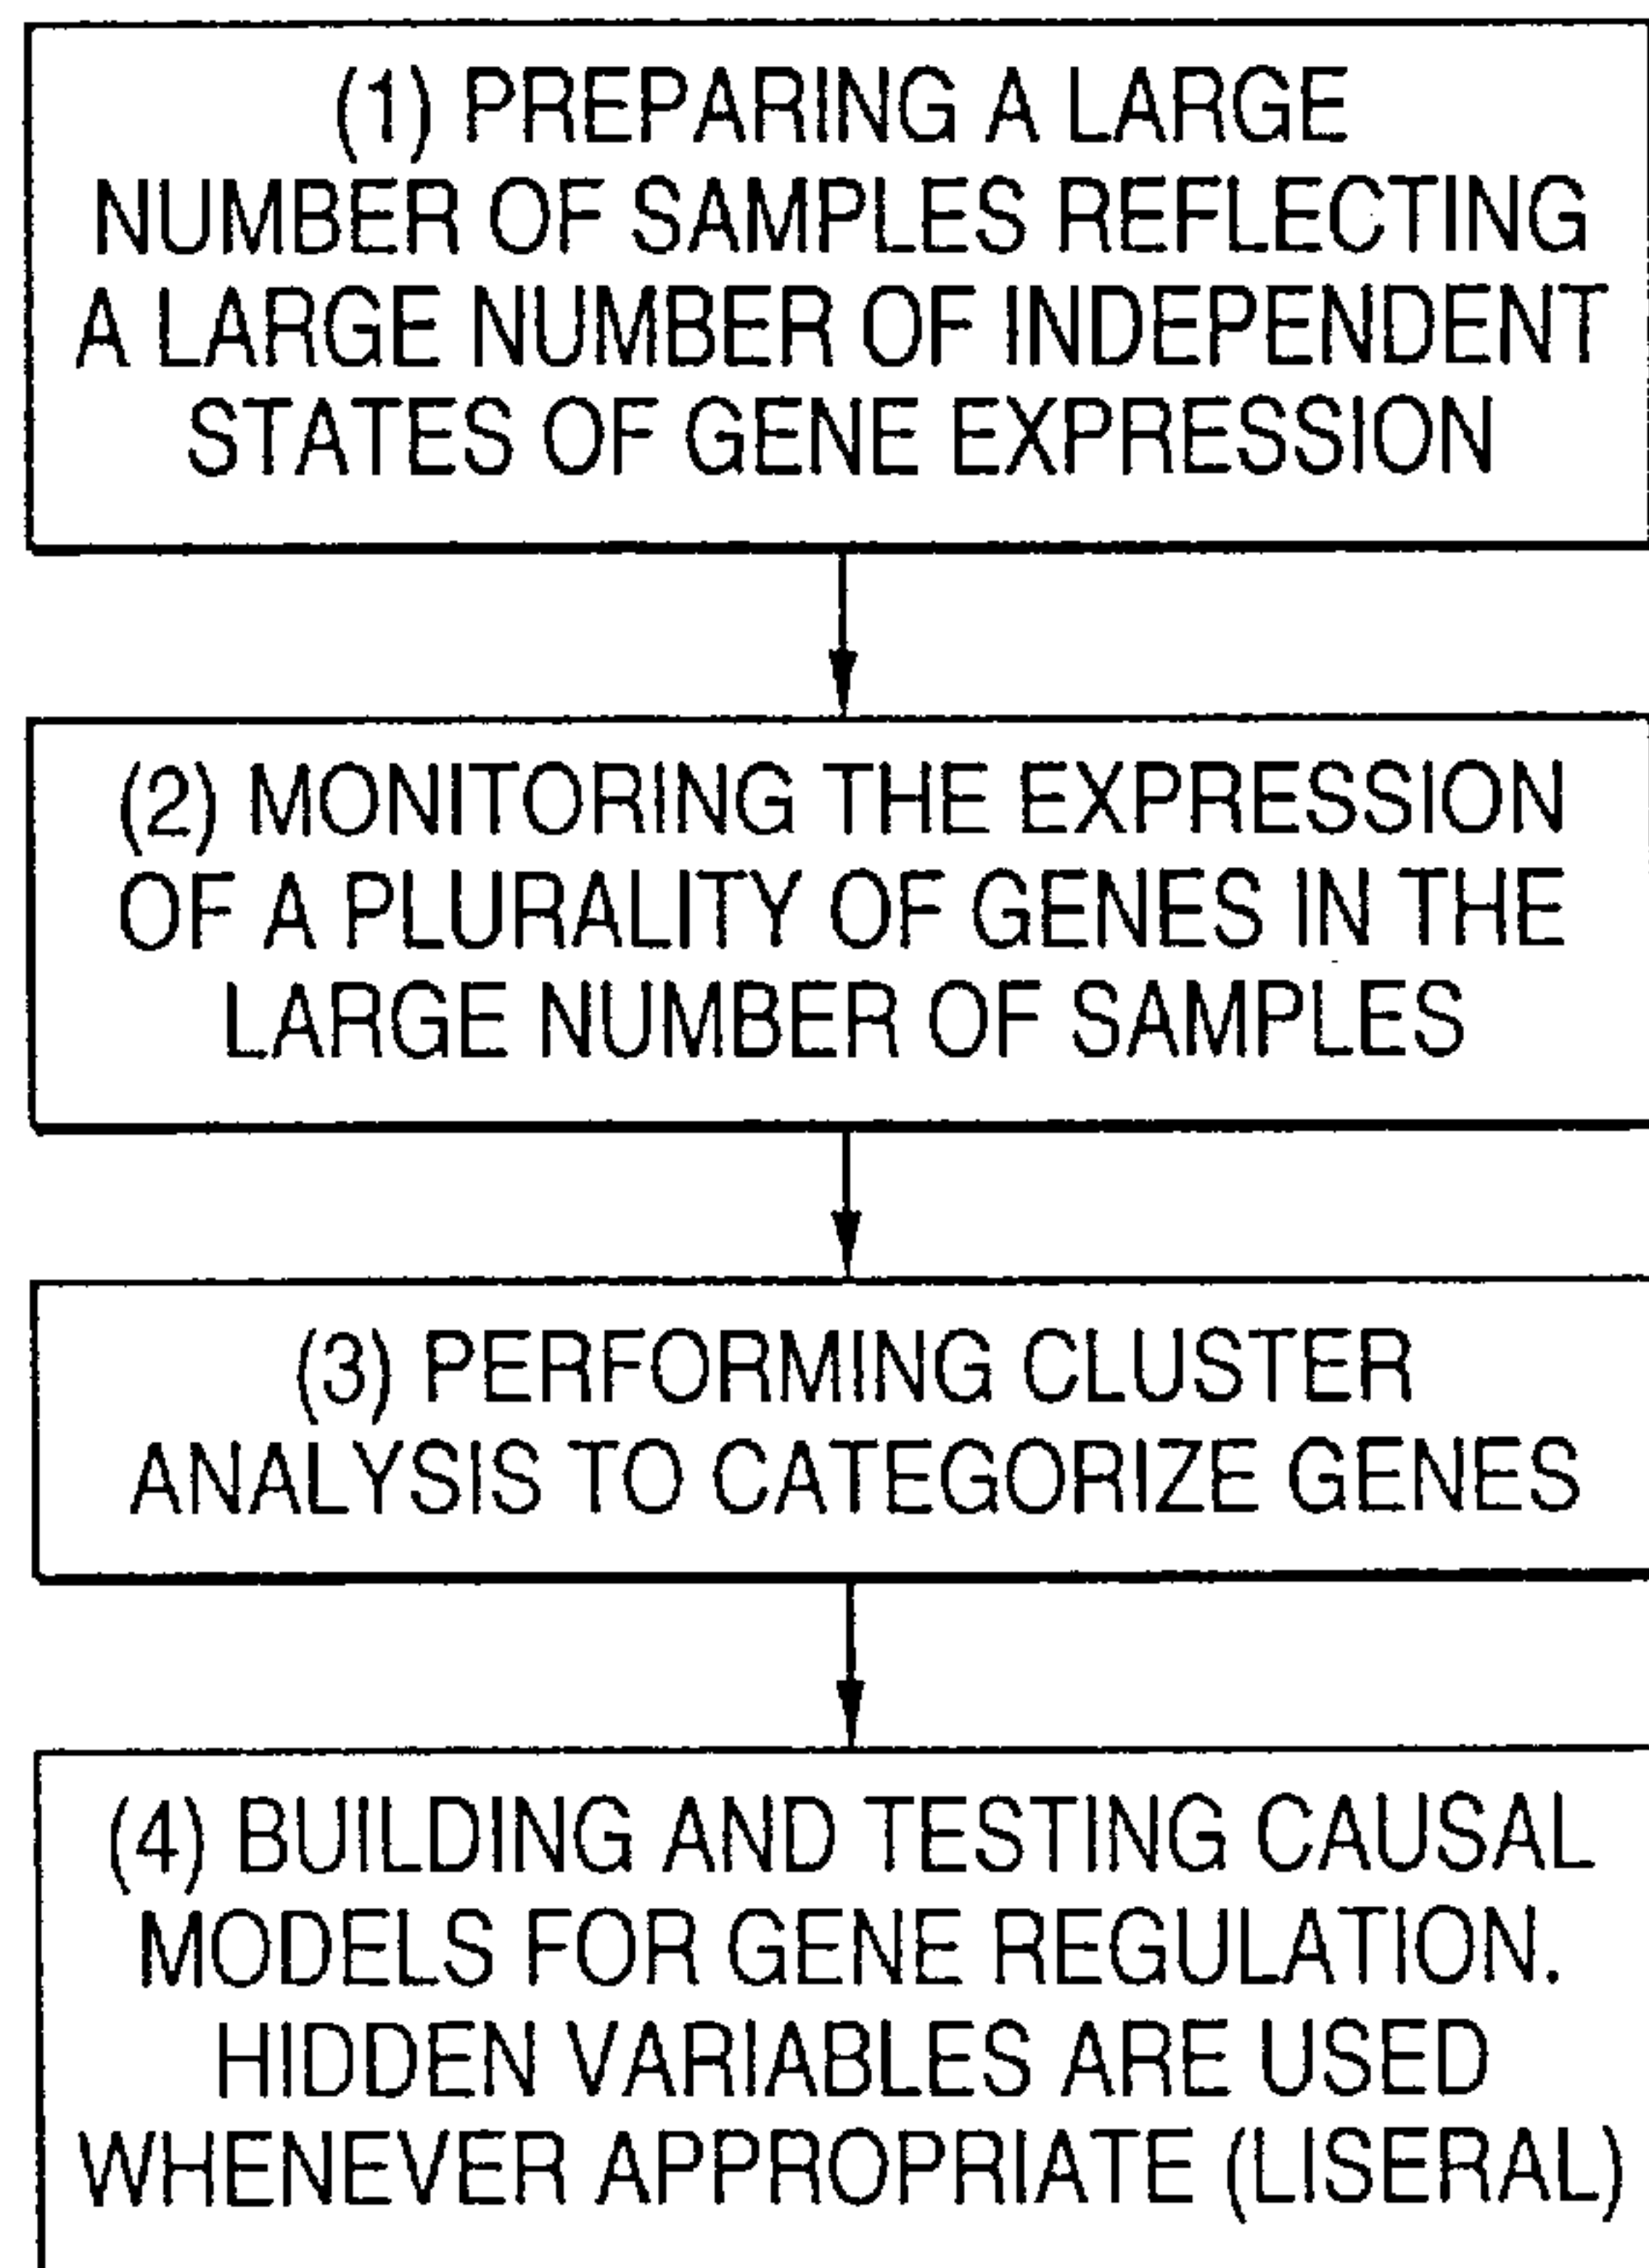 (1) PREPARING A LARGE
NUMBER OF SAMPLES REFLECTING
A LARGE NUMBER OF INDEPENDENT
STATES OF GENE EXPRESSION
(2) MONITORING THE EXPRESSION
OF A PLURALITY OF GENES IN THE
LARGE NUMBER OF SAMPLES
(3) PERFORMING CLUSTER
ANALYSIS TO CATEGORIZE GENES
(4) BUILDING AND TESTING CAUSAL
MODELS FOR GENE REGULATION.
HIDDEN VARIABLES ARE USED
WHENEVER APPROPRIATE (LISERAL)